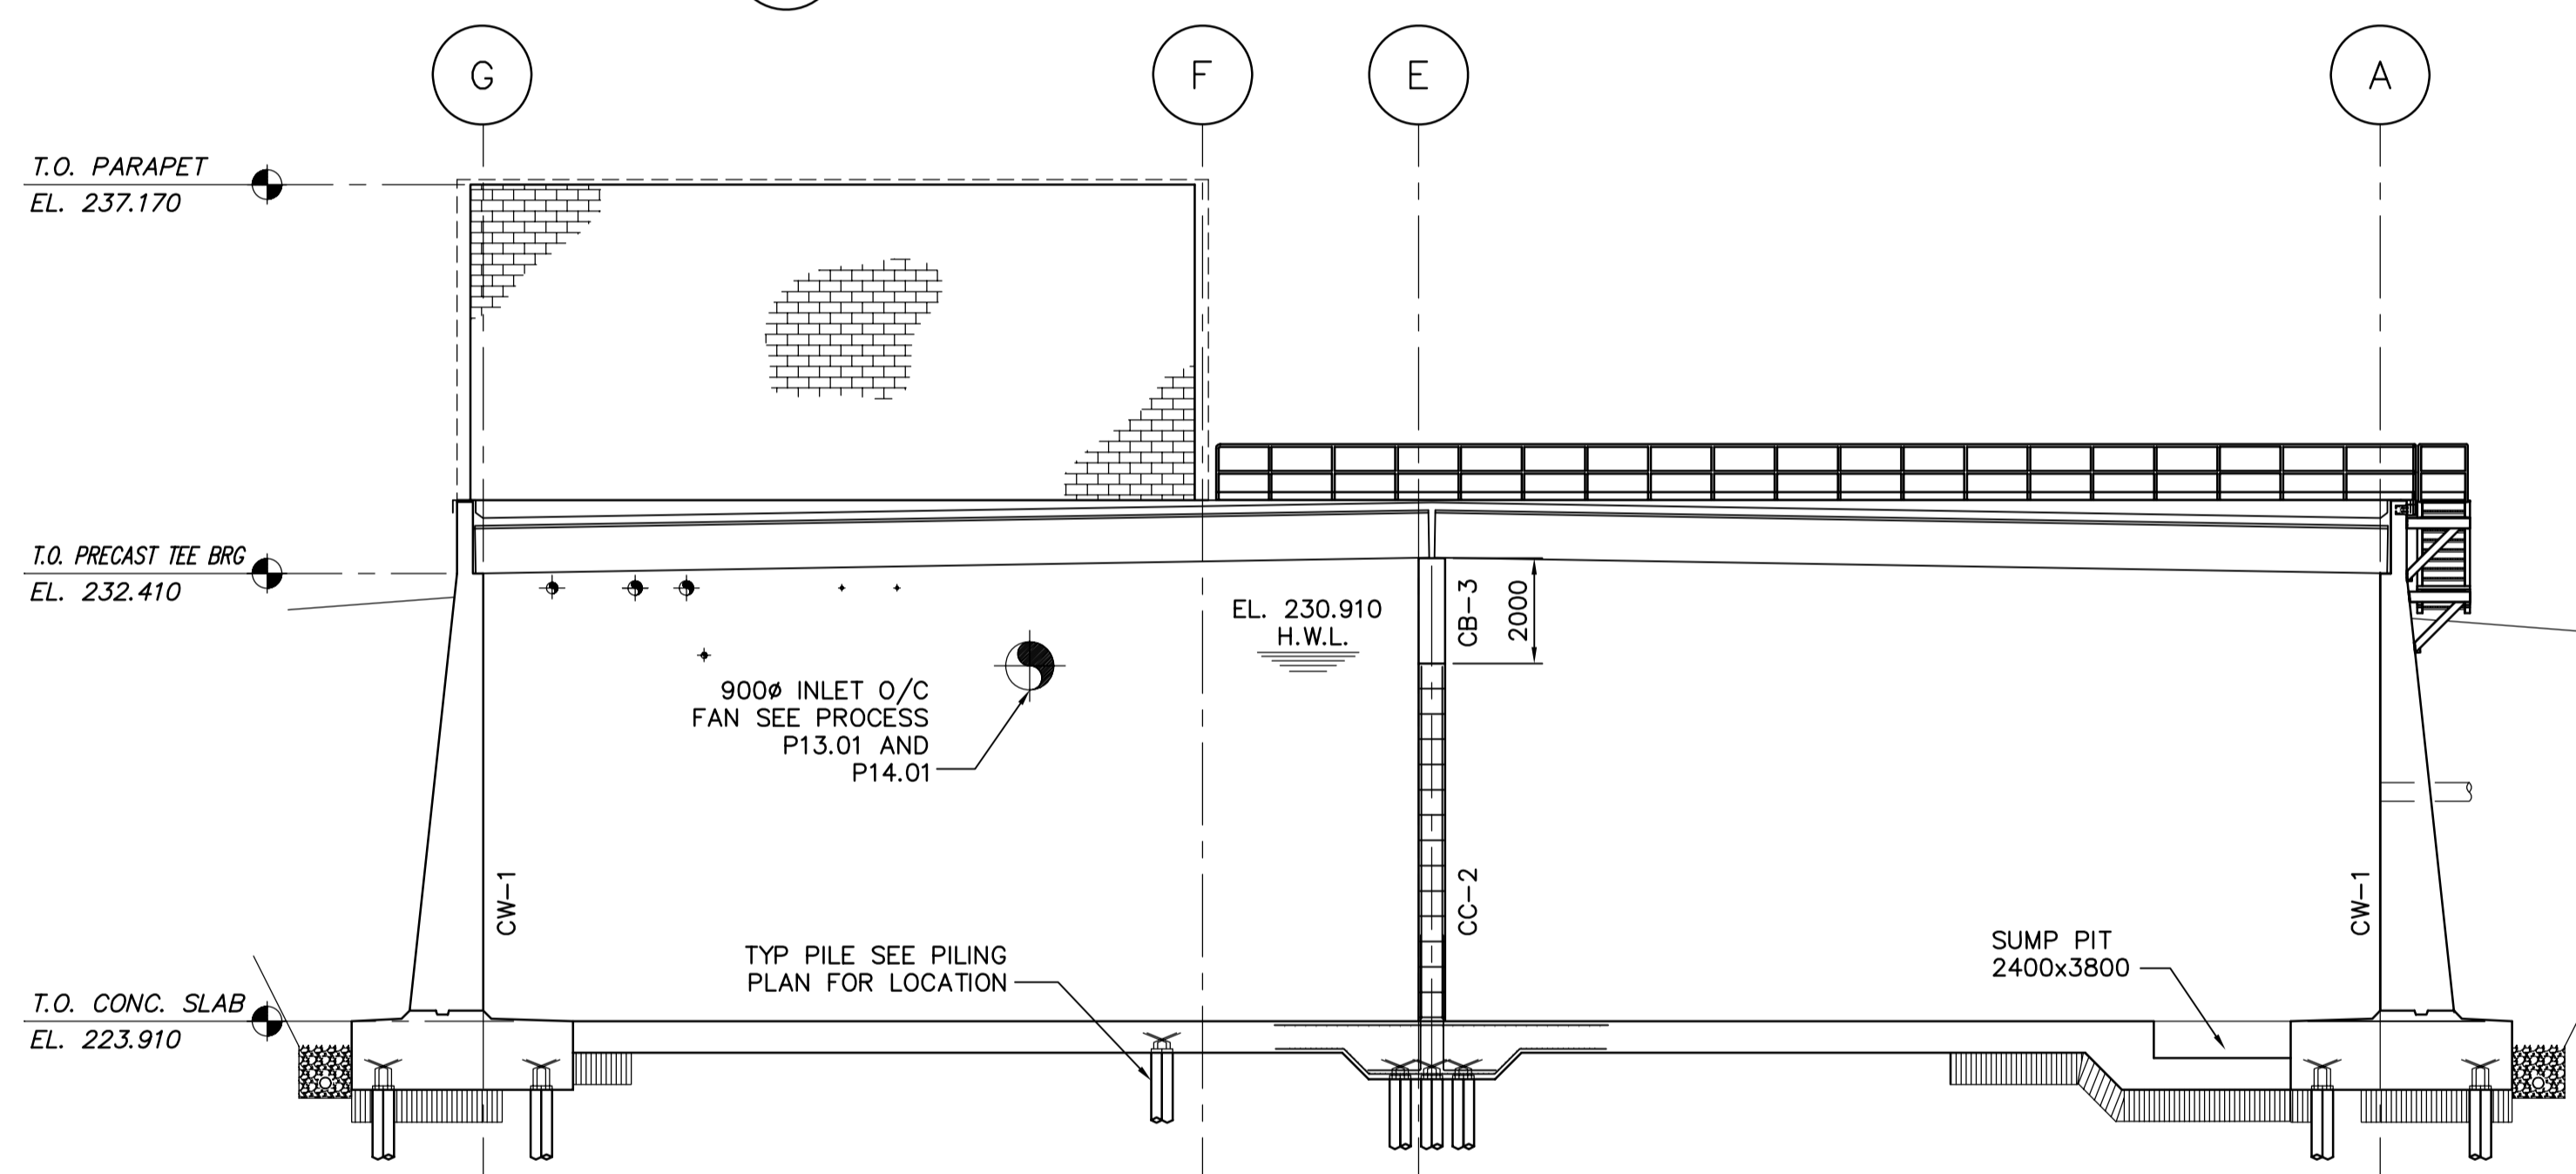 G
F
E
A
T.O. PARAPET
EL. 237.170
T.O. PRECAST TEE BRG
EL. 232.410
EL. 230.910
H.W.L.
CB-3
2000
900ø INLET O/C
FAN SEE PROCESS
P13.01 AND
P14.01
CW-1
CC-2
CW-1
TYP PILE SEE PILING
PLAN FOR LOCATION
SUMP PIT
2400x3800
T.O. CONC. SLAB
EL. 223.910